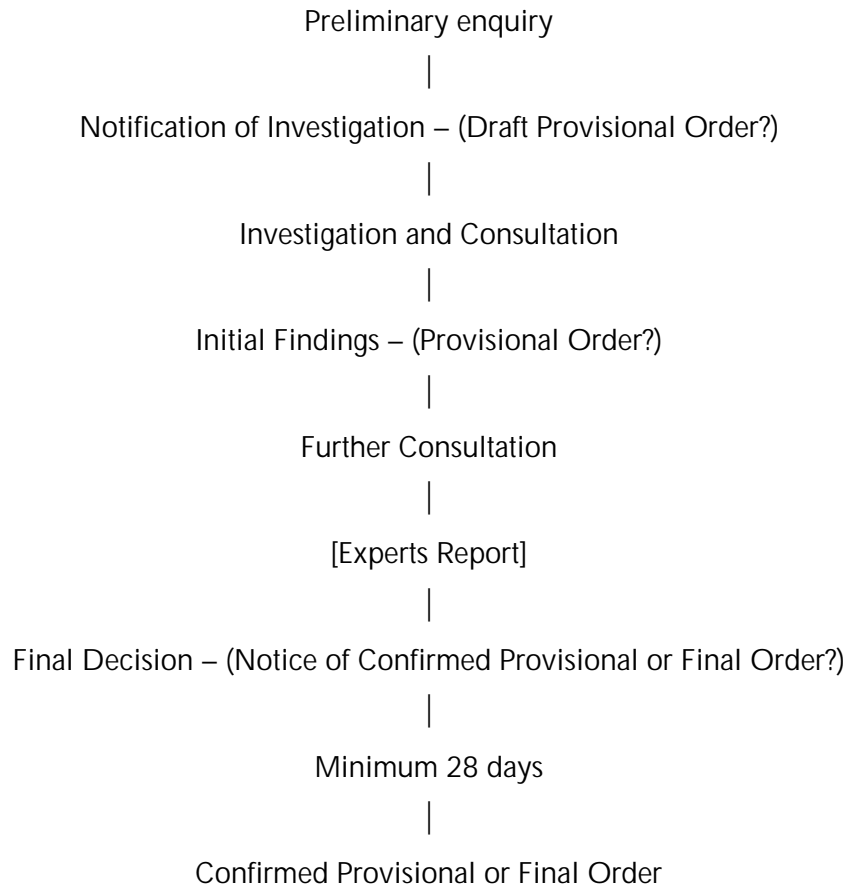 Preliminary enquiry
|
Notification of Investigation – (Draft Provisional Order?)
|
Investigation and Consultation
|
Initial Findings – (Provisional Order?)
|
Further Consultation
|
[Experts Report]
|
Final Decision – (Notice of Confirmed Provisional or Final Order?)
|
Minimum 28 days
|
Confirmed Provisional or Final Order